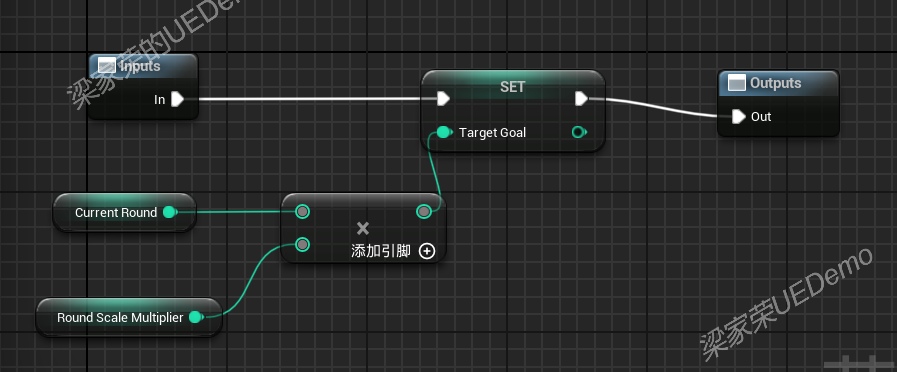 梁家荣的UEDemo
Inputs
In
SET
Target Goal
Outputs
Out
Current Round
×
添加引脚
Round Scale Multiplier
梁家荣UEDemo